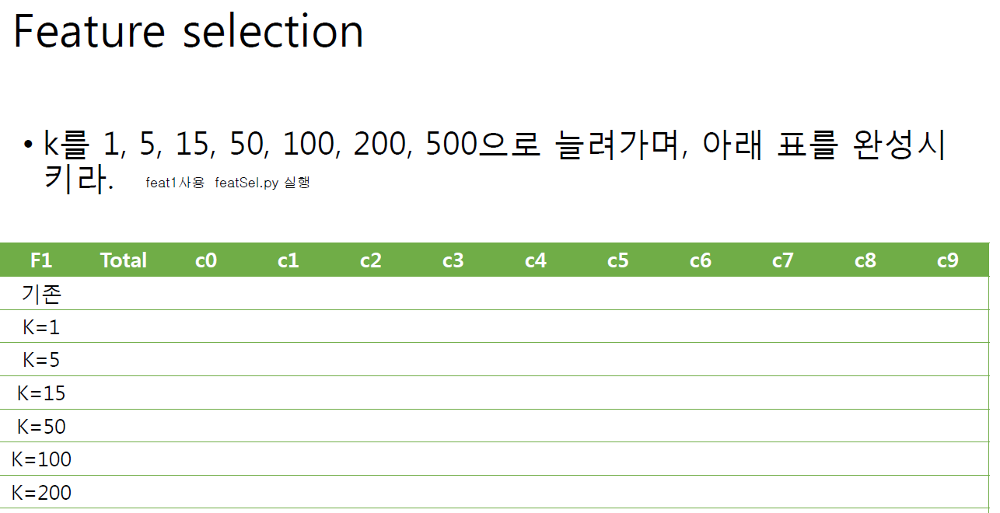 Feature selection
• k를 1, 5, 15, 50, 100, 200, 500으로 늘려가며, 아래 표를 완성시
키라. feat1사용 featSel.py 실행
F1 Total c0 c1 c2 c3 c4 c5 c6 c7 c8 c9
기존
K=1
K=5
K=15
K=50
K=100
K=200